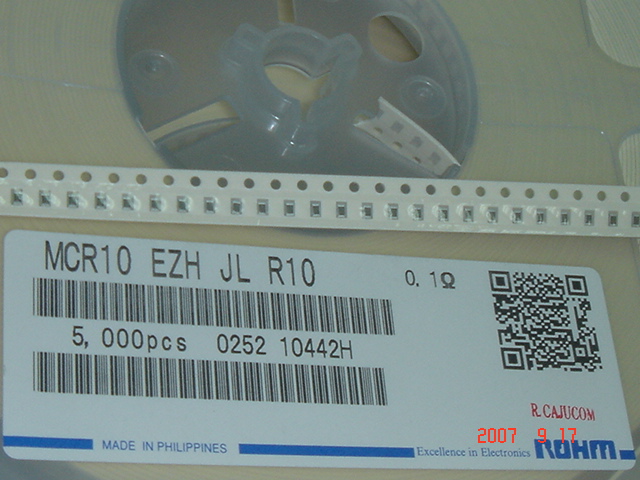 MCR10 EZH JL R10 0.1Ω
5,000pcs 0252 10442H
R.CAJUCOM
2007 9 17
MADE IN PHILIPPINES Excellence in Electronics ROHM